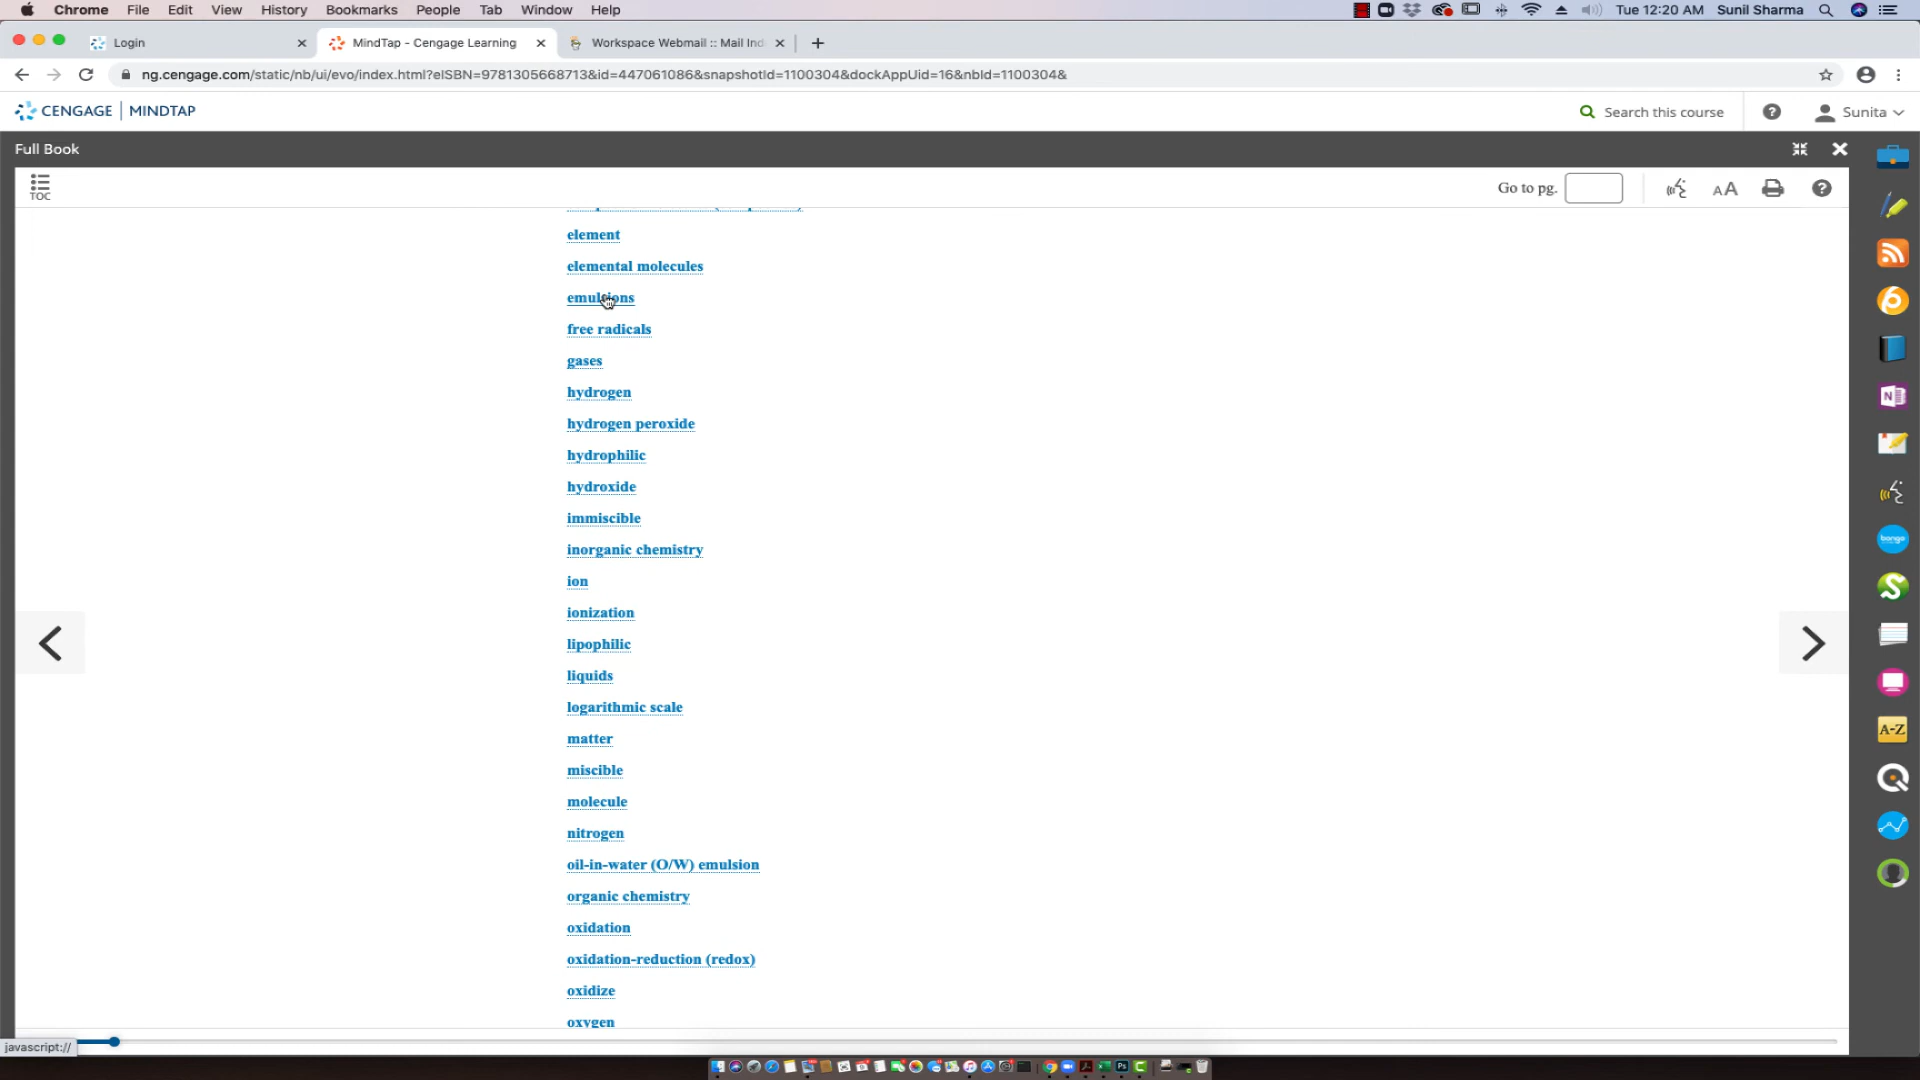 Chrome File Edit View History Bookmarks People Tab Window Help Tue 12:20 AM Sunil Sharma
Login MindTap - Cengage Learning Workspace Webmail :: Mail Ind
ng.cengage.com/static/nb/ui/evo/index.html?eISBN=9781305668713&id=447061086&snapshotId=1100304&dockAppUid=16&nbId=1100304&
CENGAGE MINDTAP Search this course Sunita
Full Book
TOC Go to pg. AA
element
elemental molecules
emulsions
free radicals
gases
hydrogen
hydrogen peroxide
hydrophilic
hydroxide
immiscible
inorganic chemistry
ion
ionization
lipophilic
liquids
logarithmic scale
matter
miscible
molecule
nitrogen
oil-in-water (O/W) emulsion
organic chemistry
oxidation
oxidation-reduction (redox)
oxidize
oxygen
javascript://
bongo
A-Z